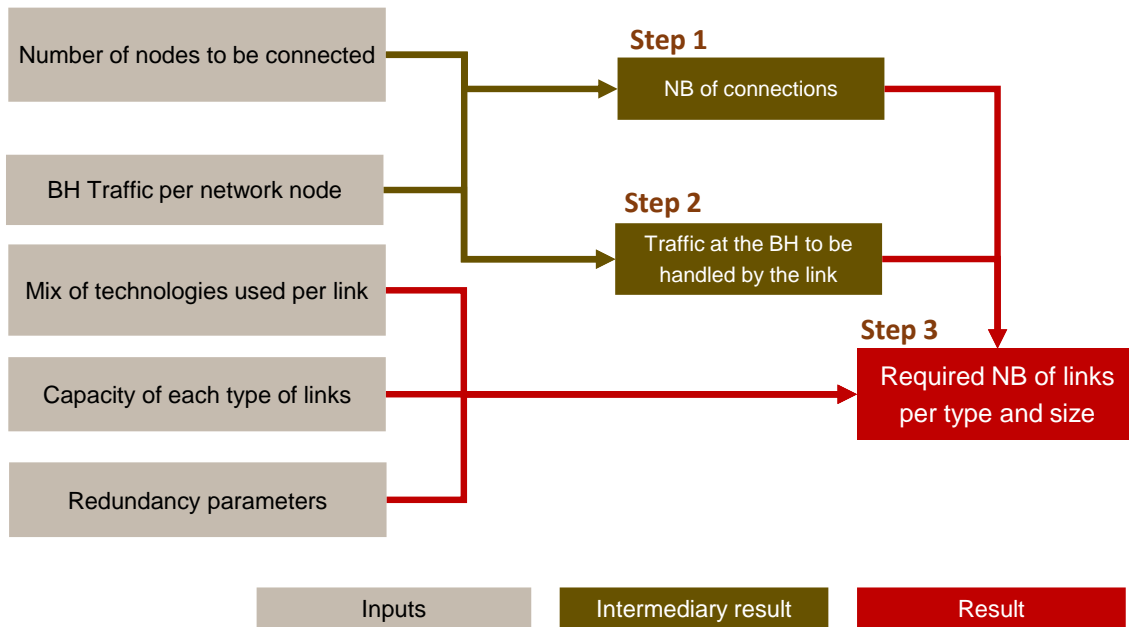 Number of nodes to be connected
Step 1
NB of connections
BH Traffic per network node
Step 2
Traffic at the BH to be
handled by the link
Mix of technologies used per link
Step 3
Required NB of links
per type and size
Capacity of each type of links
Redundancy parameters
Inputs
Intermediary result
Result